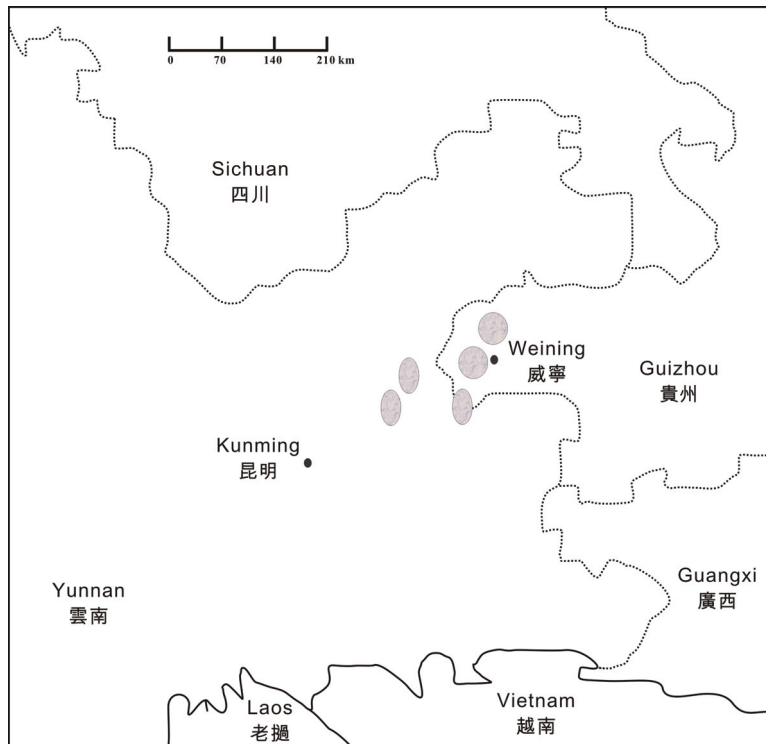 0 70 140 210 km
Sichuan
四川
Weining
威寧
Guizhou
貴州
Kunming
昆明
Yunnan
雲南
Guangxi
廣西
Laos
老撾
Vietnam
越南